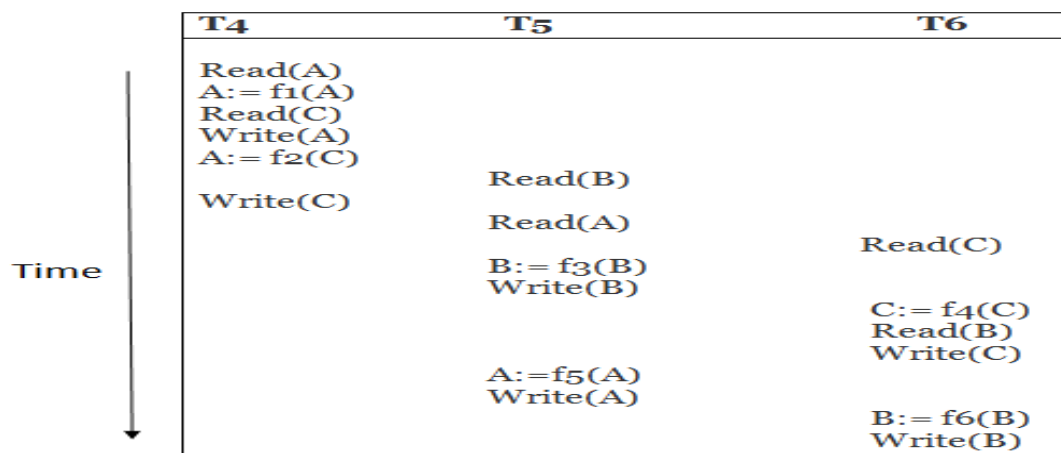 T4 T5 T6
Read(A)
A:= f1(A)
Read(C)
Write(A)
A:= f2(C)
Read(B)
Write(C)
Read(A)
Read(C)
Time
B:= f3(B)
Write(B)
C:= f4(C)
Read(B)
Write(C)
A:=f5(A)
Write(A)
B:= f6(B)
Write(B)